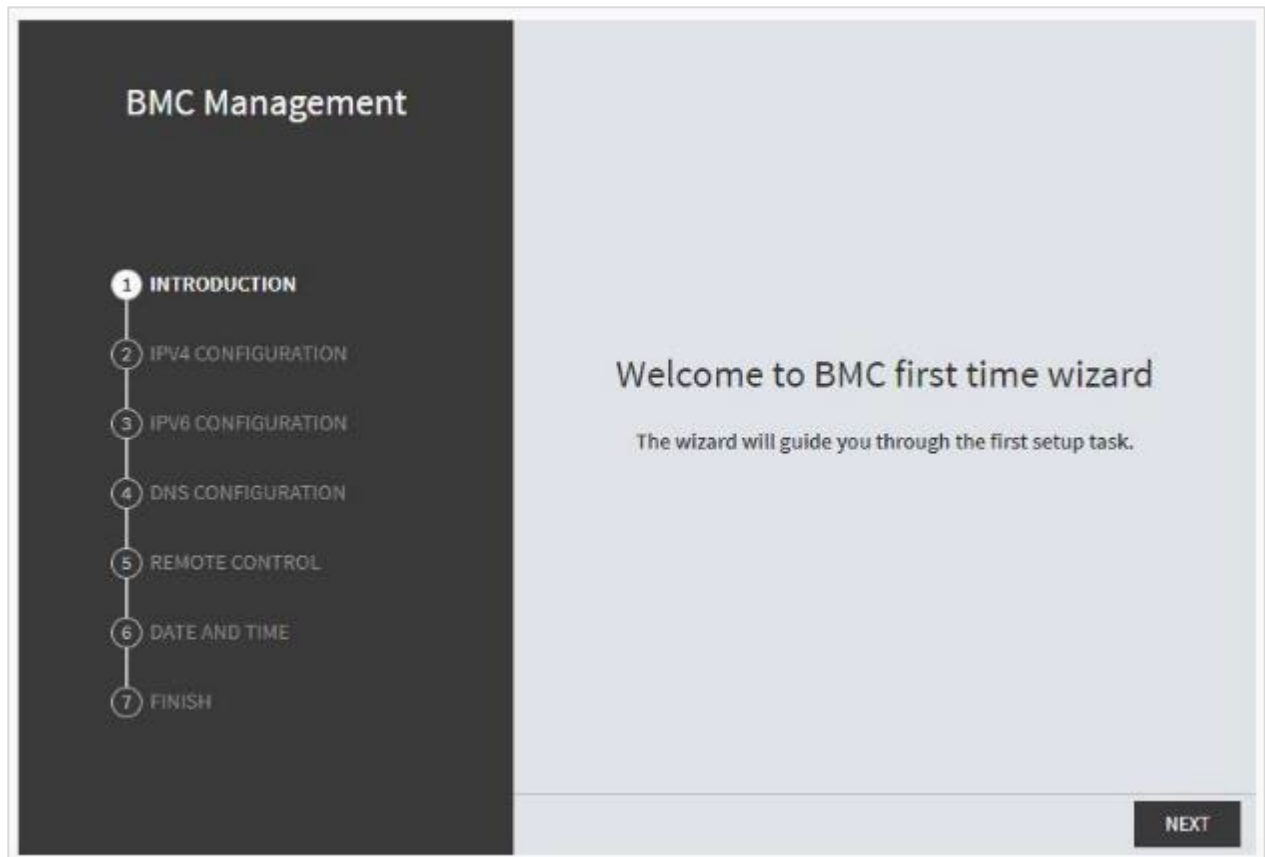 BMC Management
1 INTRODUCTION
2 IPV4 CONFIGURATION
3 IPV6 CONFIGURATION
4 DNS CONFIGURATION
5 REMOTE CONTROL
6 DATE AND TIME
7 FINISH
Welcome to BMC first time wizard
The wizard will guide you through the first setup task.
NEXT